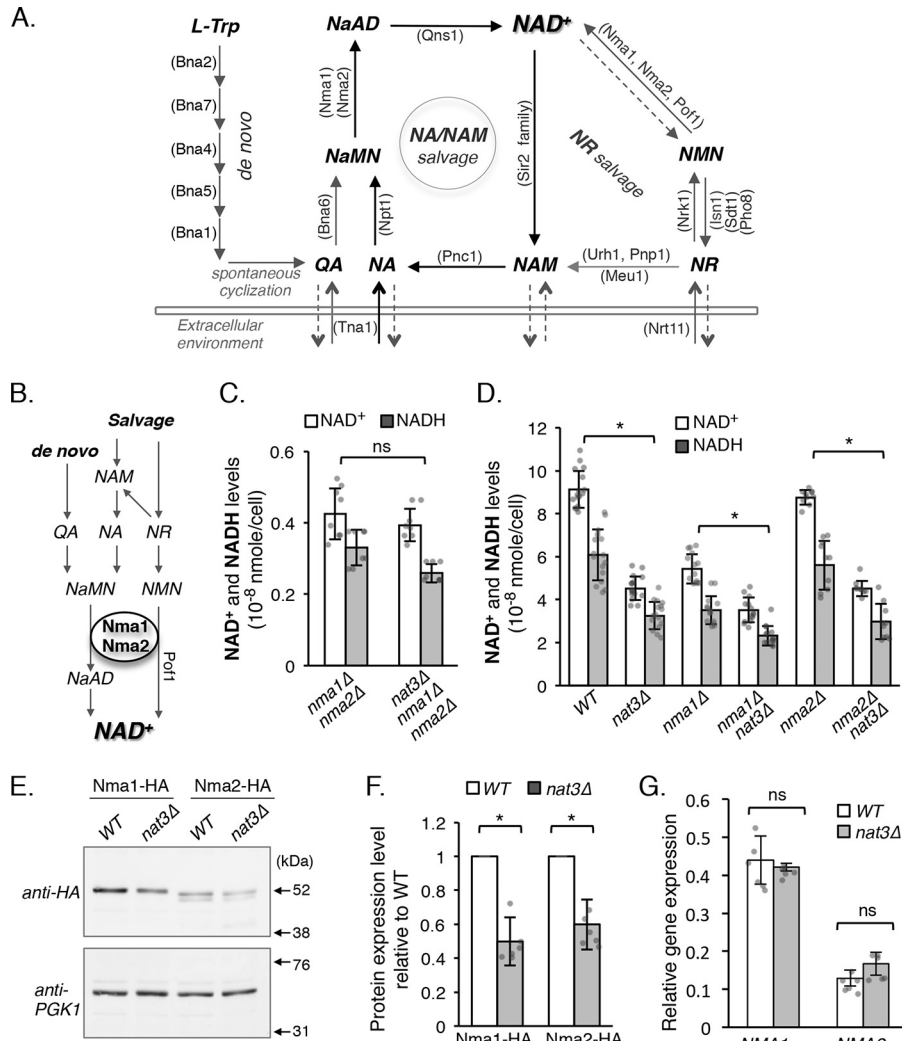 A.
L-Trp
(Bna2)
(Bna7)
(Bna4)
(Bna5)
(Bna1)
de novo
spontaneous
cyclization
NaAD
(Qns1)
NAD+
(Nma1)
(Nma2)
NA/NAM
salvage
(Sir2 family)
NR salvage
(Nma1, Nma2, Pof1)
NaMN
NMN
(Bna6)
(Npt1)
(Nrk1)
(Isn1)
(Sdt1)
(Pho8)
QA
NA
(Pnc1)
NAM
(Urh1, Pnp1)
(Meu1)
NR
Extracellular
environment
(Tna1)
(Nrt11)
B.
Salvage
de novo
NAM
QA
NA
NR
NaMN
NMN
Nma1
Nma2
NaAD
Pof1
NAD+
C.
NAD+
NADH
NAD+ and NADH levels
(10-8 nmole/cell)
0.6
0.4
0.2
0
ns
nma1Δ
nma2Δ
nat3Δ
nma1Δ
nma2Δ
D.
NAD+
NADH
NAD+ and NADH levels
(10-8 nmole/cell)
12
10
8
6
4
2
0
*
*
*
WT
nat3Δ
nma1Δ
nma1Δ
nat3Δ
nma2Δ
nma2Δ
nat3Δ
E.
Nma1-HA
Nma2-HA
WT
nat3Δ
WT
nat3Δ
(kDa)
anti-HA
52
38
76
anti-
PGK1
31
F.
WT
nat3Δ
Protein expression level
relative to WT
1.2
1
0.8
0.6
0.4
0.2
0
*
*
Nma1-HA
Nma2-HA
G.
WT
nat3Δ
Relative gene expression
0.6
0.5
0.4
0.3
0.2
0.1
0
ns
ns